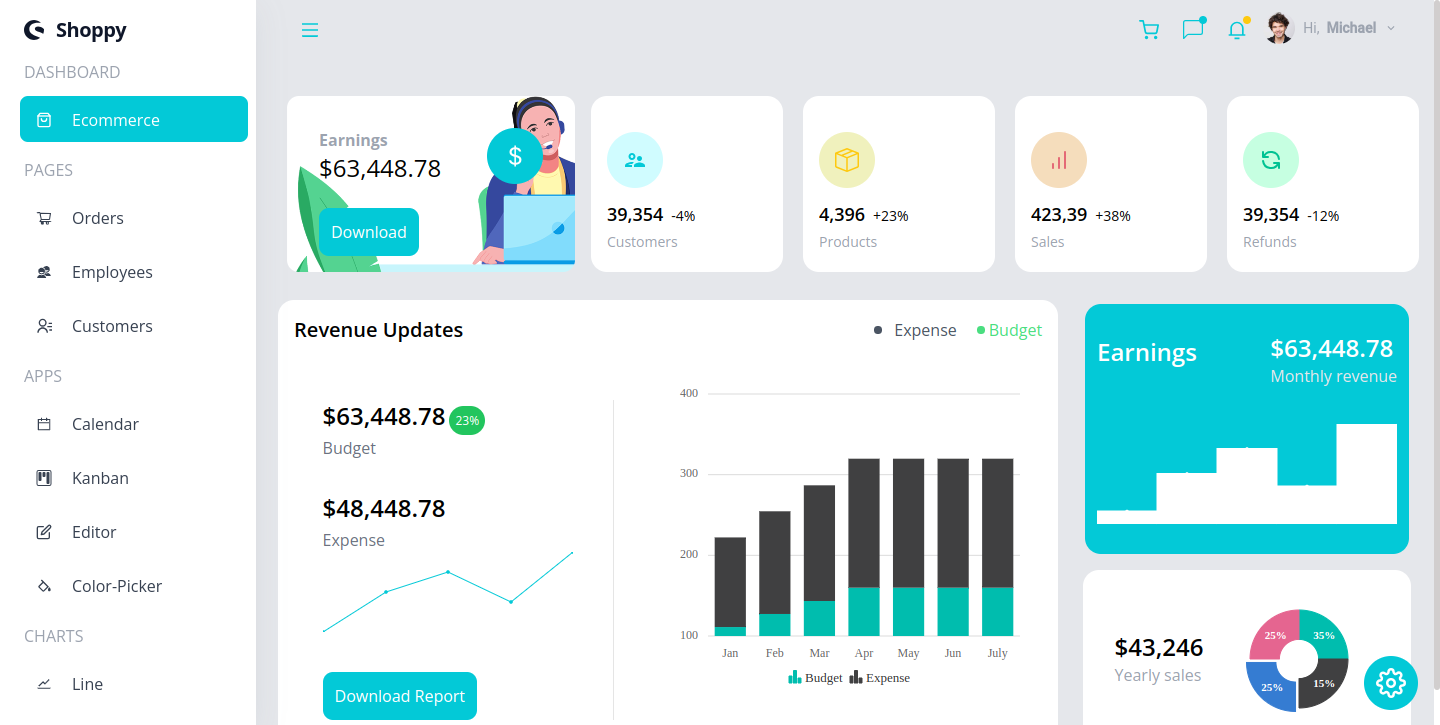 Shoppy
DASHBOARD
Ecommerce
PAGES
Orders
Employees
Customers
APPS
Calendar
Kanban
Editor
Color-Picker
CHARTS
Line
Hi, Michael
Earnings
$63,448.78
$
Download
39,354 -4%
Customers
4,396 +23%
Products
423,39 +38%
Sales
39,354 -12%
Refunds
Revenue Updates
Expense
Budget
$63,448.78 23%
Budget
$48,448.78
Expense
Download Report
400
300
200
100
Jan Feb Mar Apr May Jun July
Budget Expense
Earnings
$63,448.78
Monthly revenue
$43,246
Yearly sales
25% 35%
25% 15%